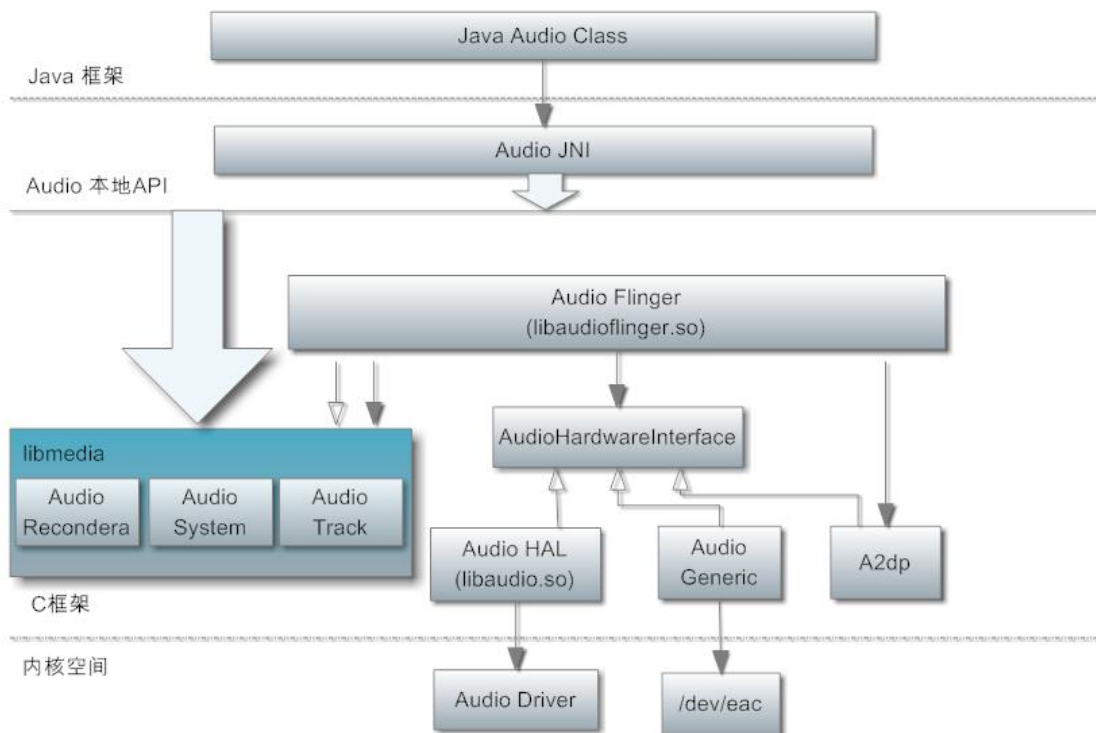 Java Audio Class
Java 框架
Audio JNI
Audio 本地API
Audio Flinger
(libaudioflinger.so)
AudioHardwareInterface
libmedia
Audio
Recondera
Audio
System
Audio
Track
Audio HAL
(libaudio.so)
Audio
Generic
A2dp
C框架
内核空间
Audio Driver
/dev/eac